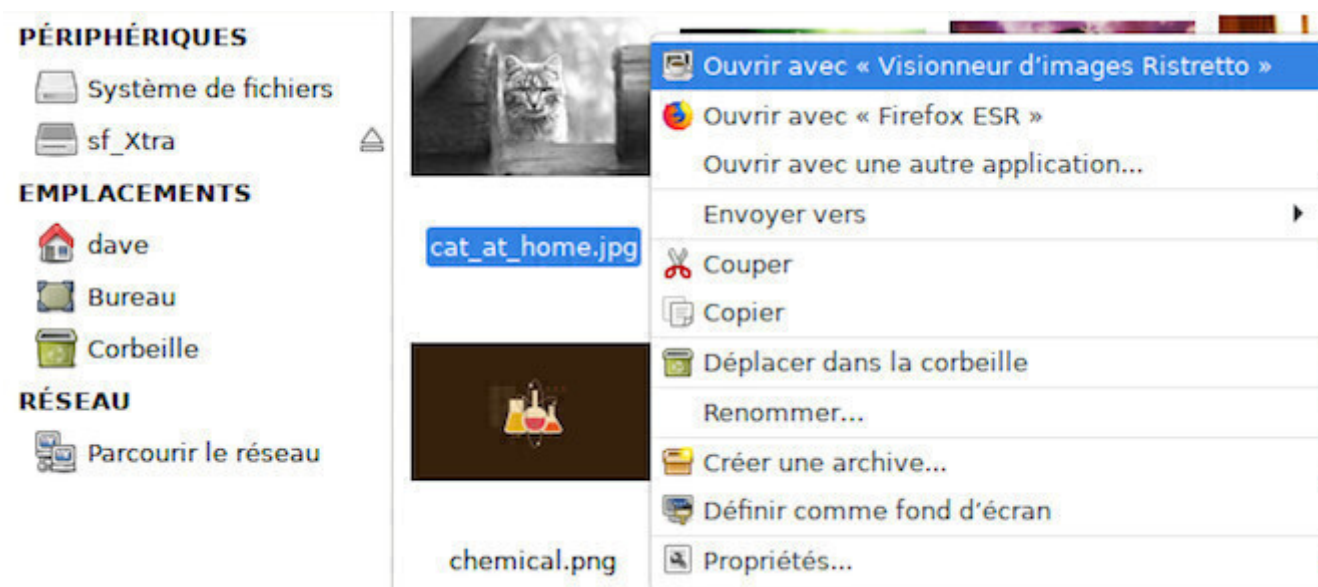 PÉRIPHÉRIQUES
Système de fichiers
sf_Xtra
EMPLACEMENTS
dave
Bureau
Corbeille
RÉSEAU
Parcourir le réseau
cat_at_home.jpg
chemical.png
Ouvrir avec « Visionneur d’images Ristretto »
Ouvrir avec « Firefox ESR »
Ouvrir avec une autre application...
Envoyer vers
Couper
Copier
Déplacer dans la corbeille
Renommer...
Créer une archive...
Définir comme fond d’écran
Propriétés...